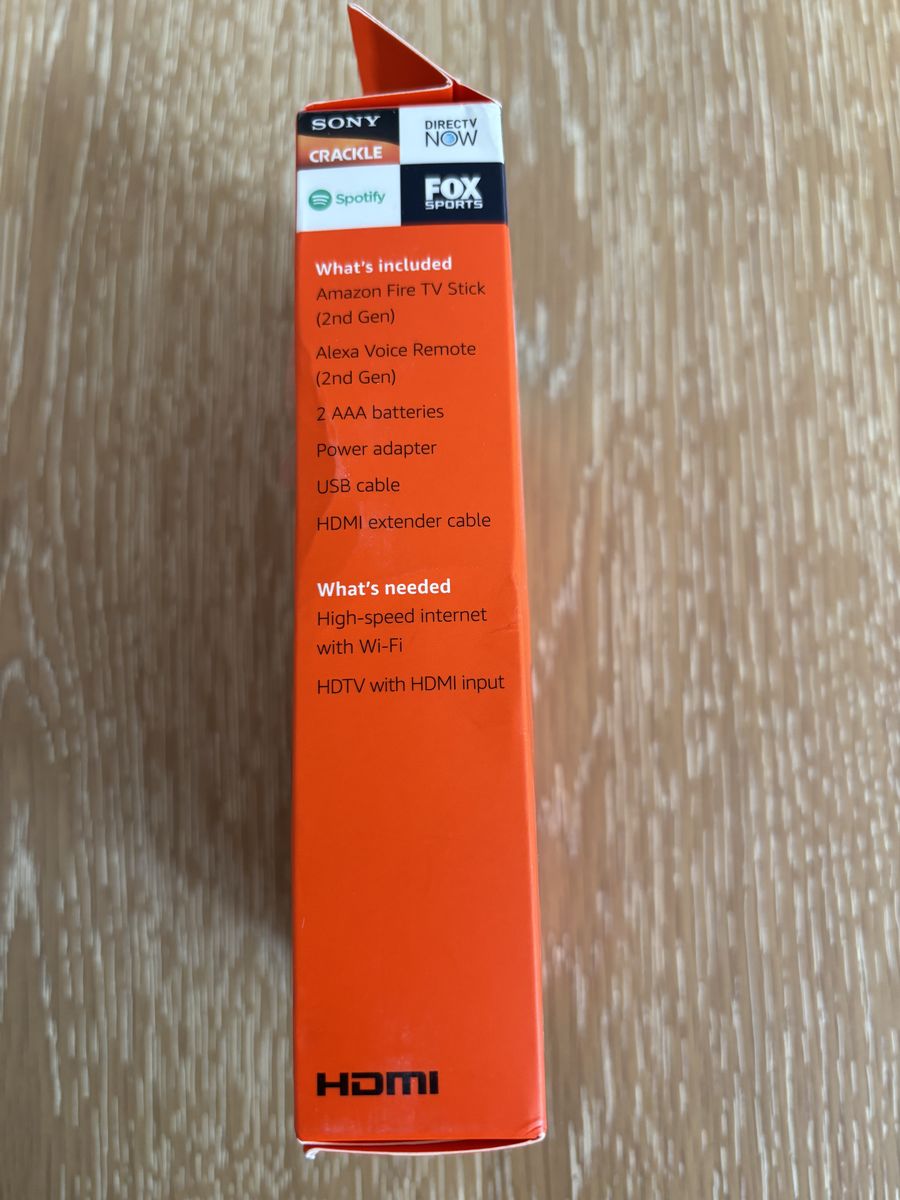 SONY
CRACKLE
DIRECTV
NOW
Spotify
FOX
SPORTS
What's included
Amazon Fire TV Stick
(2nd Gen)
Alexa Voice Remote
(2nd Gen)
2 AAA batteries
Power adapter
USB cable
HDMI extender cable
What's needed
High-speed internet
with Wi-Fi
HDTV with HDMI input
HDMI